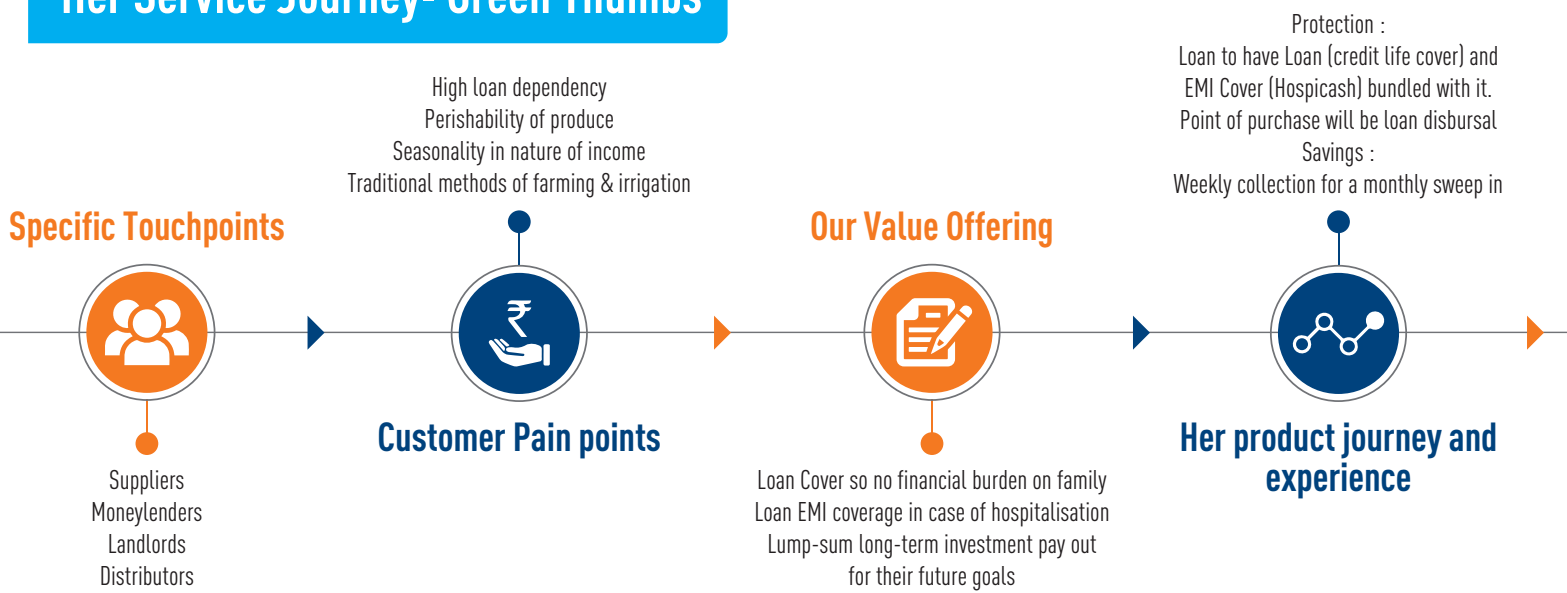 Her Service Journey- Green Thumbs
Specific Touchpoints
Suppliers
Moneylenders
Landlords
Distributors
High loan dependency
Perishability of produce
Seasonality in nature of income
Traditional methods of farming & irrigation
₹
Customer Pain points
Our Value Offering
Loan Cover so no financial burden on family
Loan EMI coverage in case of hospitalisation
Lump-sum long-term investment pay out
for their future goals
Protection :
Loan to have Loan (credit life cover) and
EMI Cover (Hospicash) bundled with it.
Point of purchase will be loan disbursal
Savings :
Weekly collection for a monthly sweep in
Her product journey and
experience